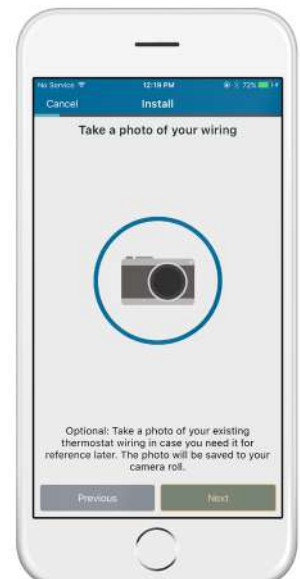 No Service 12:19 PM 72%
Cancel Install
Take a photo of your wiring
Optional: Take a photo of your existing
thermostat wiring in case you need it for
reference later. The photo will be saved to your
camera roll.
Previous Next